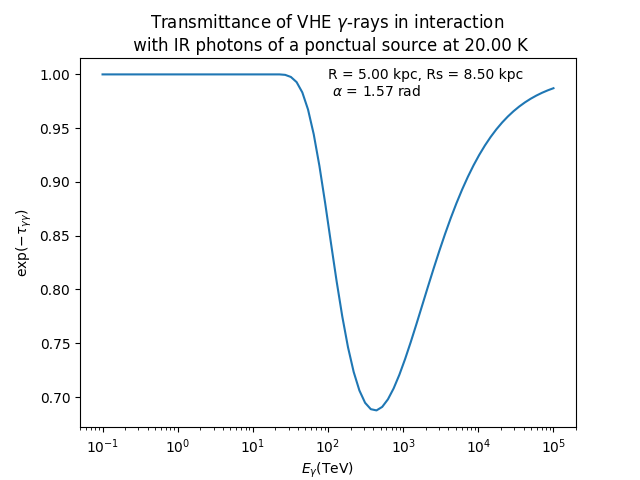 Transmittance of VHE γ-rays in interaction
with IR photons of a ponctual source at 20.00 K
R = 5.00 kpc, Rs = 8.50 kpc
α = 1.57 rad
exp(−τγγ)
1.00
0.95
0.90
0.85
0.80
0.75
0.70
10⁻¹ 10⁰ 10¹ 10² 10³ 10⁴ 10⁵
Eγ(TeV)